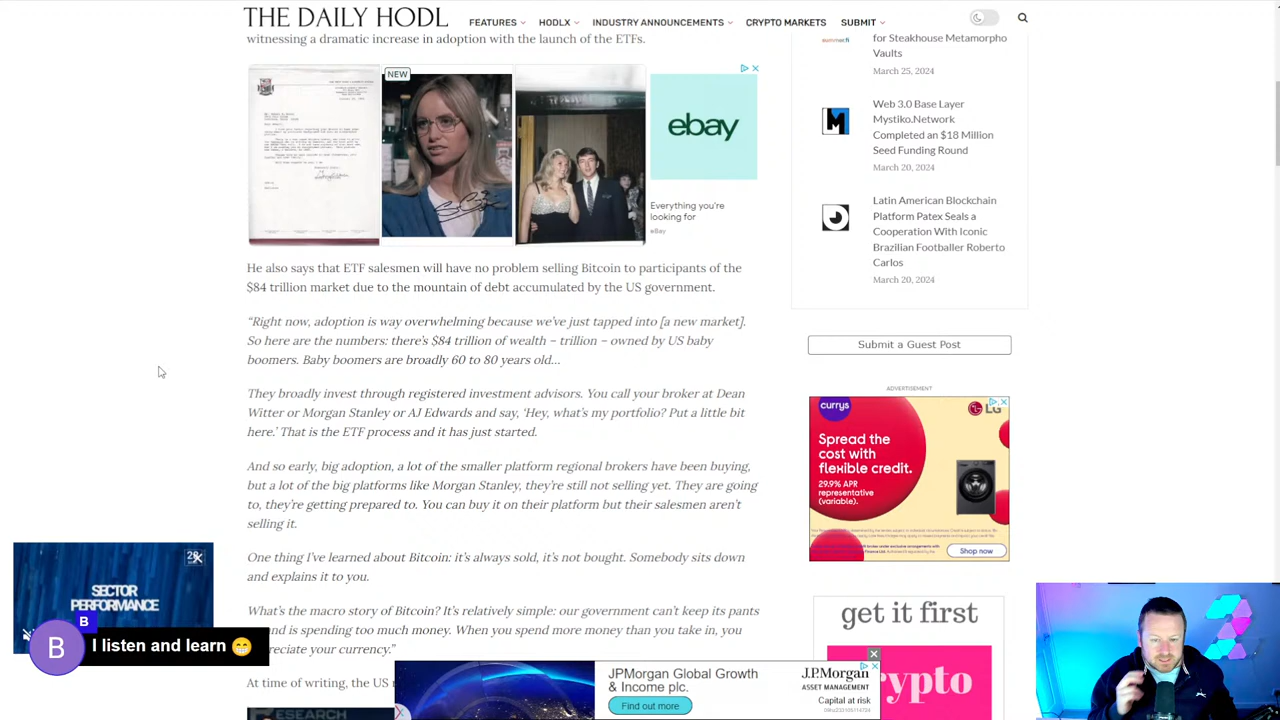 THE DAILY HODL
FEATURES
HODLX
INDUSTRY ANNOUNCEMENTS
CRYPTO MARKETS
SUBMIT
witnessing a dramatic increase in adoption with the launch of the ETFs.
NEW
ebay
Everything you're
looking for
eBay
He also says that ETF salesmen will have no problem selling Bitcoin to participants of the
$84 trillion market due to the mountain of debt accumulated by the US government.
“Right now, adoption is way overwhelming because we’ve just tapped into [a new market].
So here are the numbers: there’s $84 trillion of wealth – trillion – owned by US baby
boomers. Baby boomers are broadly 60 to 80 years old…
They broadly invest through registered investment advisors. You call your broker at Dean
Witter or Morgan Stanley or AJ Edwards and say, ‘Hey, what’s my portfolio? Put a little bit
here.’ That is the ETF process and it has just started.
And so early, big adoption, a lot of the smaller platform regional brokers have been buying,
but a lot of the big platforms like Morgan Stanley, they’re still not selling yet. They are going
to, they’re getting prepared to. You can buy it on their platform but their salesmen aren’t
selling it.
One thing I’ve learned about Bitcoin is, it’s not sold, it’s not bought. Somebody sits down
and explains it to you.
What’s the macro story of Bitcoin? It’s relatively simple: our government can’t keep its pants
and is spending too much money. When you spend more money than you take in, you
reciate your currency.”
At time of writing, the US
ESEARCH
for Steakhouse Metamorpho
Vaults
March 25, 2024
Web 3.0 Base Layer
Mystiko.Network
Completed an $18 Million
Seed Funding Round
March 20, 2024
Latin American Blockchain
Platform Patex Seals a
Cooperation With Iconic
Brazilian Footballer Roberto
Carlos
March 20, 2024
Submit a Guest Post
ADVERTISEMENT
currys
LG
Spread the
cost with
flexible credit.
29.9% APR
representative
(variable).
Shop now
get it first
crypto
SECTOR
PERFORMANCE
B
B
I listen and learn
JPMorgan Global Growth
& Income plc.
Find out more
J.P.Morgan
ASSET MANAGEMENT
Capital at risk